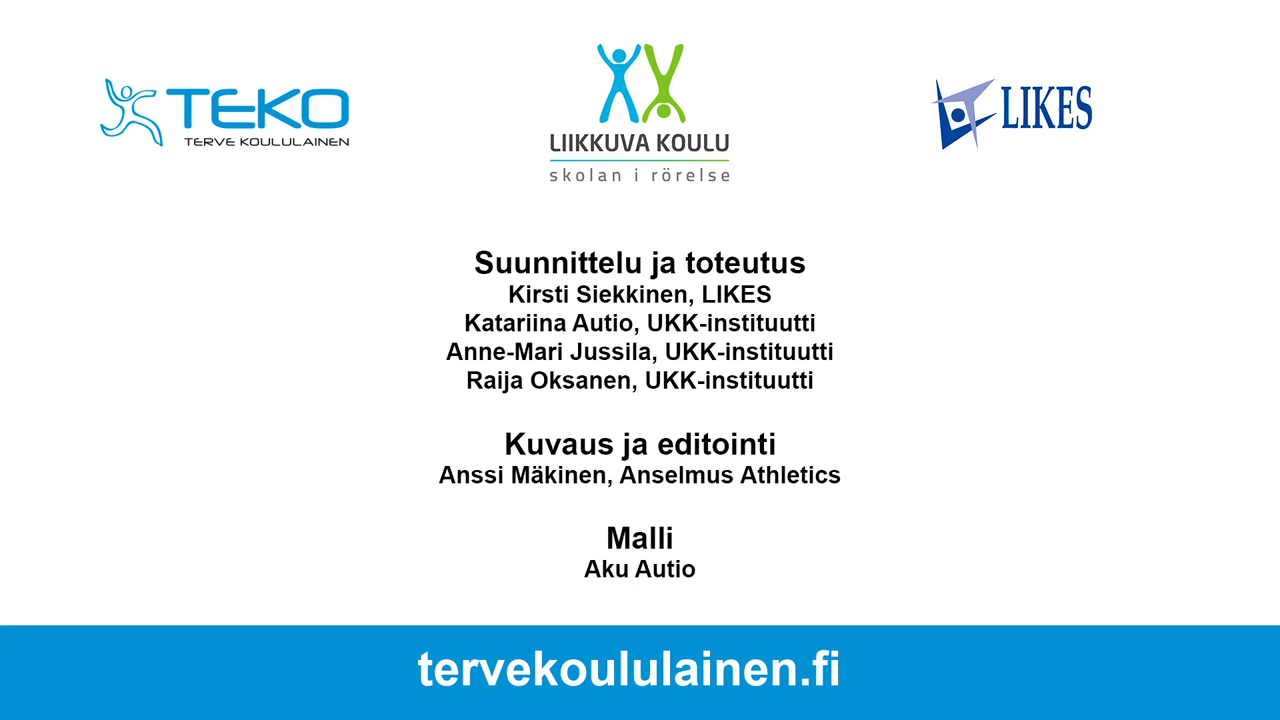 TEKO
TERVE KOULULAINEN
LIIKKUVA KOULU
skolan i rörelse
LIKES
Suunnittelu ja toteutus
Kirsti Siekkinen, LIKES
Katariina Autio, UKK-instituutti
Anne-Mari Jussila, UKK-instituutti
Raija Oksanen, UKK-instituutti
Kuvaus ja editointi
Anssi Mäkinen, Anselmus Athletics
Malli
Aku Autio
tervekoululainen.fi